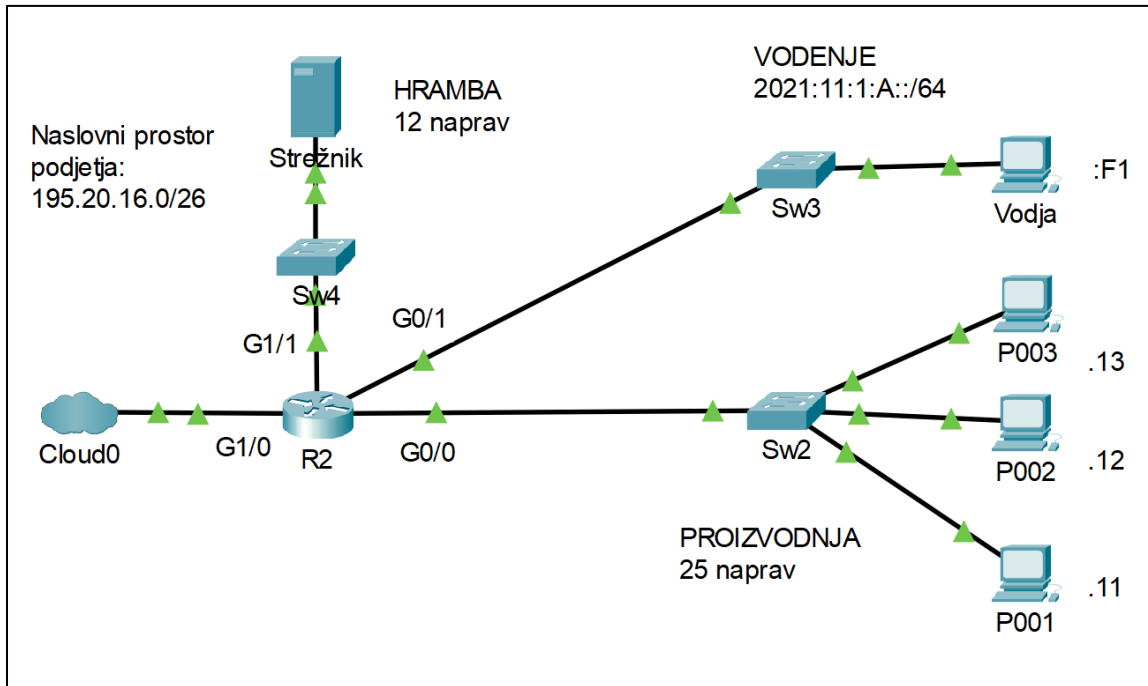 VODENJE
2021:11:1:A::/64
HRAMBA
12 naprav
Naslovni prostor
podjetja:
195.20.16.0/26
Strežnik
Sw3
Vodja
:F1
Sw4
G1/1
G0/1
P003
.13
Cloud0
G1/0
R2
G0/0
Sw2
P002
.12
PROIZVODNJA
25 naprav
P001
.11